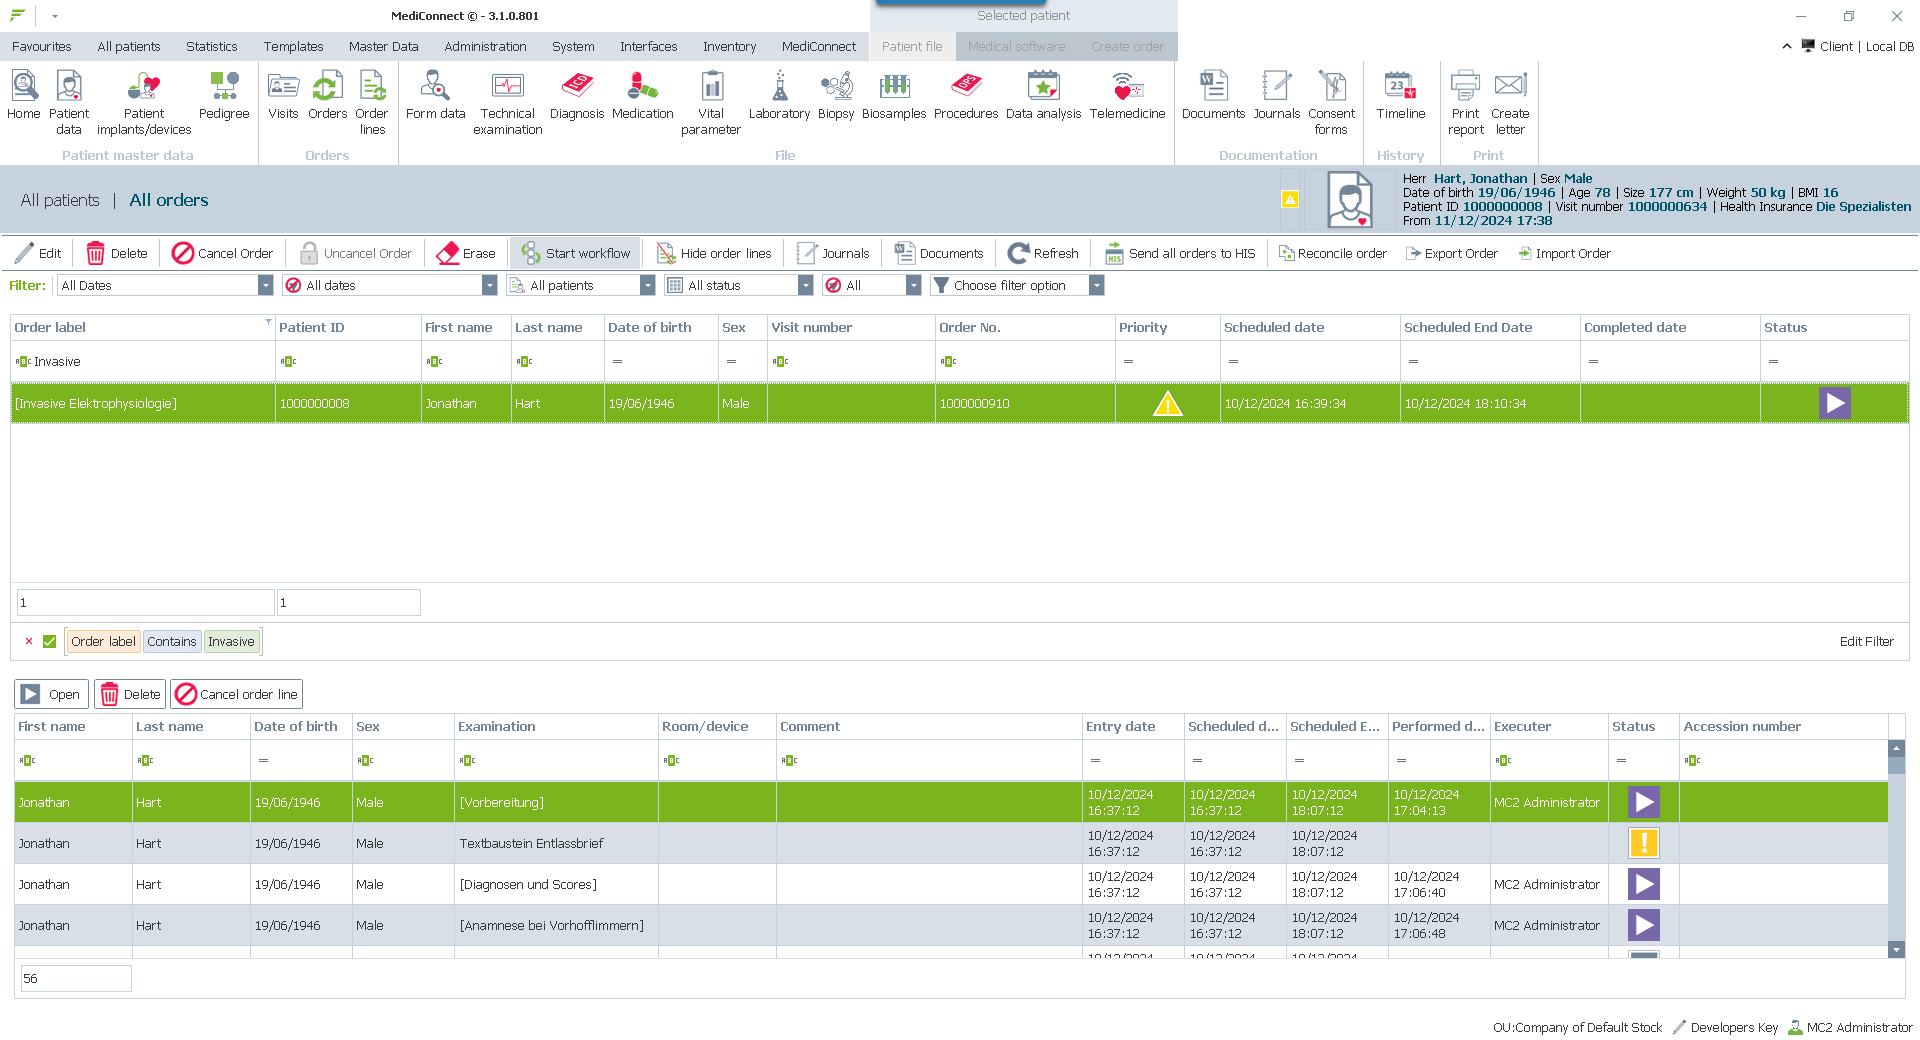 MediConnect © - 3.1.0.801
Selected patient
Favourites All patients Statistics Templates Master Data Administration System Interfaces Inventory MediConnect Patient file Medical software Create order Client | Local DB
Home Patient data Patient implants/devices Pedigree Visits Orders Order lines Form data Technical examination Diagnosis Medication Vital parameter Laboratory Biopsy Biosamples Procedures Data analysis Telemedicine Documents Journals Consent forms Timeline Print report Create letter
Patient master data Orders File Documentation History Print
All patients | All orders
Herr Hart, Jonathan | Sex Male
Date of birth 19/06/1946 | Age 78 | Size 177 cm | Weight 50 kg | BMI 16
Patient ID 1000000008 | Visit number 1000000634 | Health Insurance Die Spezialisten
From 11/12/2024 17:38
Edit Delete Cancel Order Uncancel Order Erase Start workflow Hide order lines Journals Documents Refresh Send all orders to HIS Reconcile order Export Order Import Order
Filter: All Dates All dates All patients All status All Choose filter option
Order label Patient ID First name Last name Date of birth Sex Visit number Order No. Priority Scheduled date Scheduled End Date Completed date Status
Invasive
[Invasive Elektrophysiologie] 1000000008 Jonathan Hart 19/06/1946 Male 1000000910 10/12/2024 16:39:34 10/12/2024 18:10:34
1 1
Order label Contains Invasive Edit Filter
Open Delete Cancel order line
First name Last name Date of birth Sex Examination Room/device Comment Entry date Scheduled d... Scheduled E... Performed d... Executer Status Accession number
Jonathan Hart 19/06/1946 Male [Vorbereitung] 10/12/2024 16:37:12 10/12/2024 16:37:12 10/12/2024 18:07:12 10/12/2024 17:04:13 MC2 Administrator
Jonathan Hart 19/06/1946 Male Textbaustein Entlassbrief 10/12/2024 16:37:12 10/12/2024 16:37:12 10/12/2024 18:07:12
Jonathan Hart 19/06/1946 Male [Diagnosen und Scores] 10/12/2024 16:37:12 10/12/2024 16:37:12 10/12/2024 18:07:12 10/12/2024 17:06:40 MC2 Administrator
Jonathan Hart 19/06/1946 Male [Anamnese bei Vorhofflimmern] 10/12/2024 16:37:12 10/12/2024 16:37:12 10/12/2024 18:07:12 10/12/2024 17:06:48 MC2 Administrator
56
OU:Company of Default Stock Developers Key MC2 Administrator